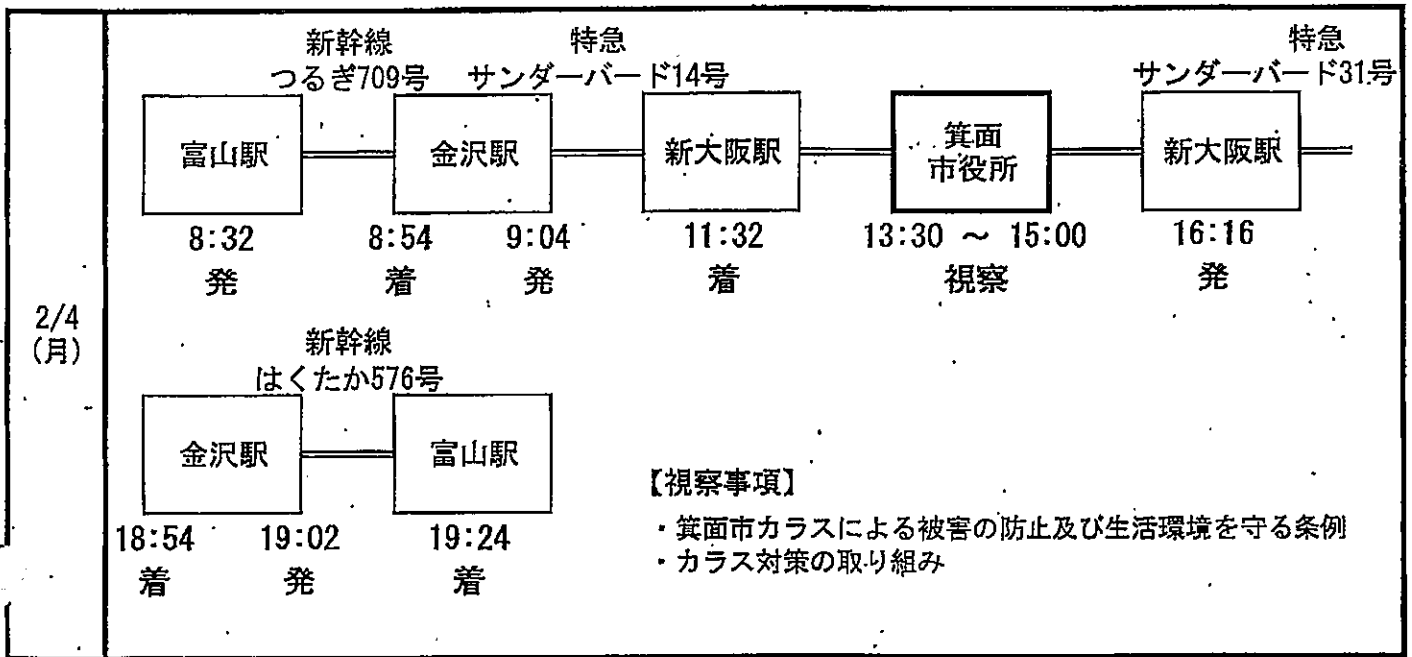 2/4
(月)
新幹線
つるぎ709号
特急
サンダーバード14号
特急
サンダーバード31号
富山駅
金沢駅
新大阪駅
箕面
市役所
新大阪駅
8:32
発
8:54
着
9:04
発
11:32
着
13:30 ～ 15:00
視察
16:16
発
新幹線
はくたか576号
金沢駅
富山駅
18:54
着
19:02
発
19:24
着
【視察事項】
・箕面市カラスによる被害の防止及び生活環境を守る条例
・カラス対策の取り組み